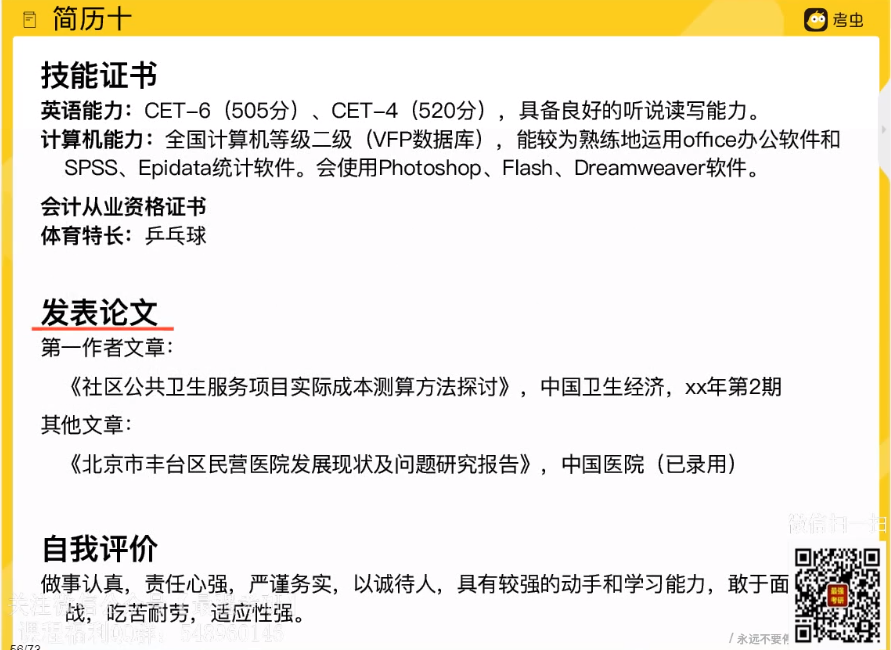 简历十
考虫
技能证书
英语能力：CET-6（505分）、CET-4（520分），具备良好的听说读写能力。
计算机能力：全国计算机等级二级（VFP数据库），能较为熟练地运用office办公软件和
SPSS、Epidata统计软件。会使用Photoshop、Flash、Dreamweaver软件。
会计从业资格证书
体育特长：乒乓球
发表论文
第一作者文章：
《社区公共卫生服务项目实际成本测算方法探讨》，中国卫生经济，xx年第2期
其他文章：
《北京市丰台区民营医院发展现状及问题研究报告》，中国医院（已录用）
微信扫一扫
自我评价
做事认真，责任心强，严谨务实，以诚待人，具有较强的动手和学习能力，敢于面
战，吃苦耐劳，适应性强。
最强
考研
/ 永远不要停
56/73